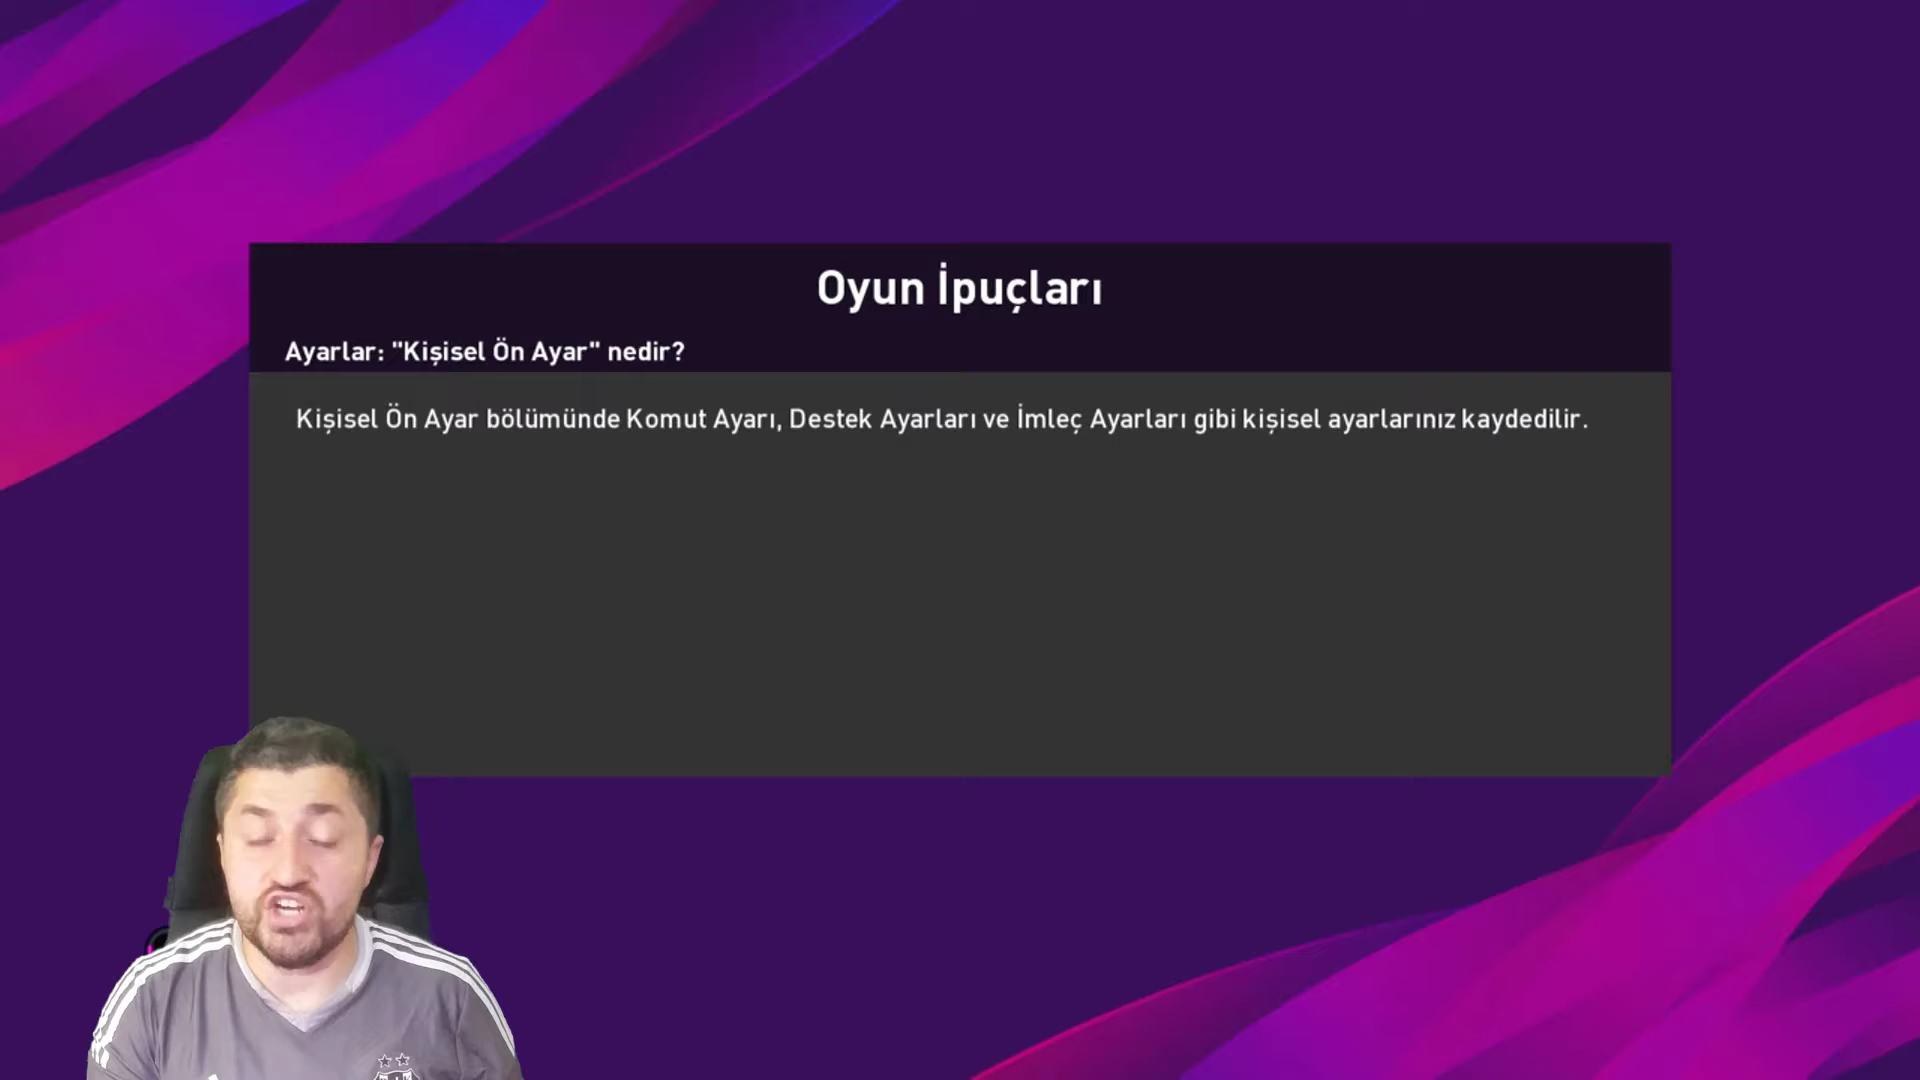 Oyun İpuçları
Ayarlar: "Kişisel Ön Ayar" nedir?
Kişisel Ön Ayar bölümünde Komut Ayarı, Destek Ayarları ve İmleç Ayarları gibi kişisel ayarlarınız kaydedilir.